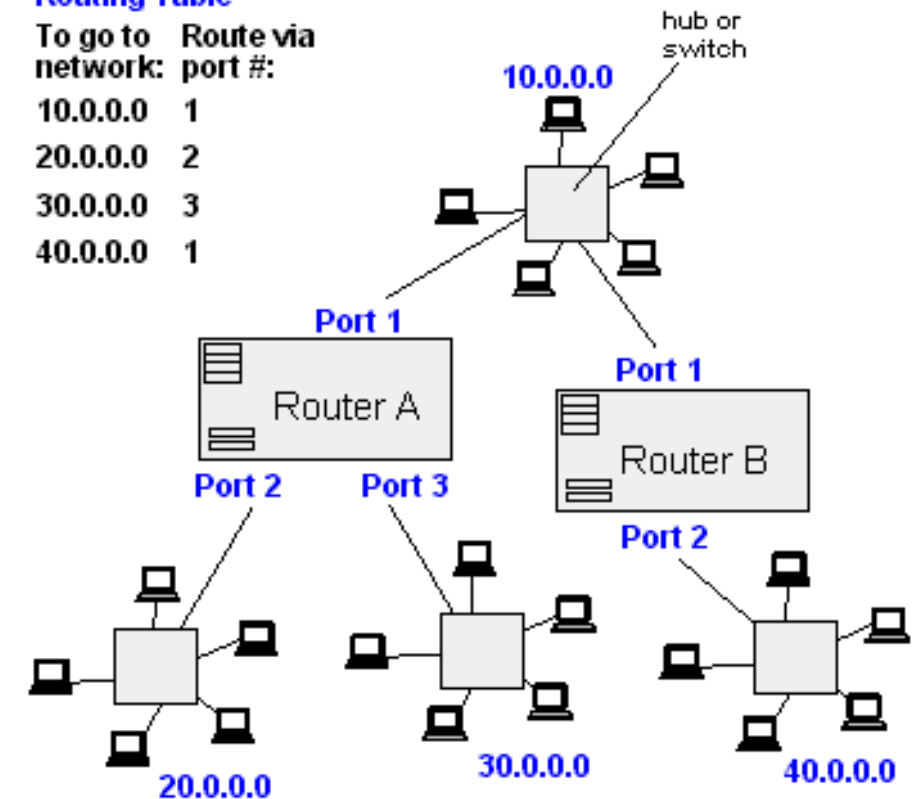 Routing Table
To go to Route via
network: port #:
10.0.0.0 1
20.0.0.0 2
30.0.0.0 3
40.0.0.0 1
hub or
switch
10.0.0.0
Port 1
Router A
Port 2 Port 3
Port 1
Router B
Port 2
20.0.0.0
30.0.0.0
40.0.0.0